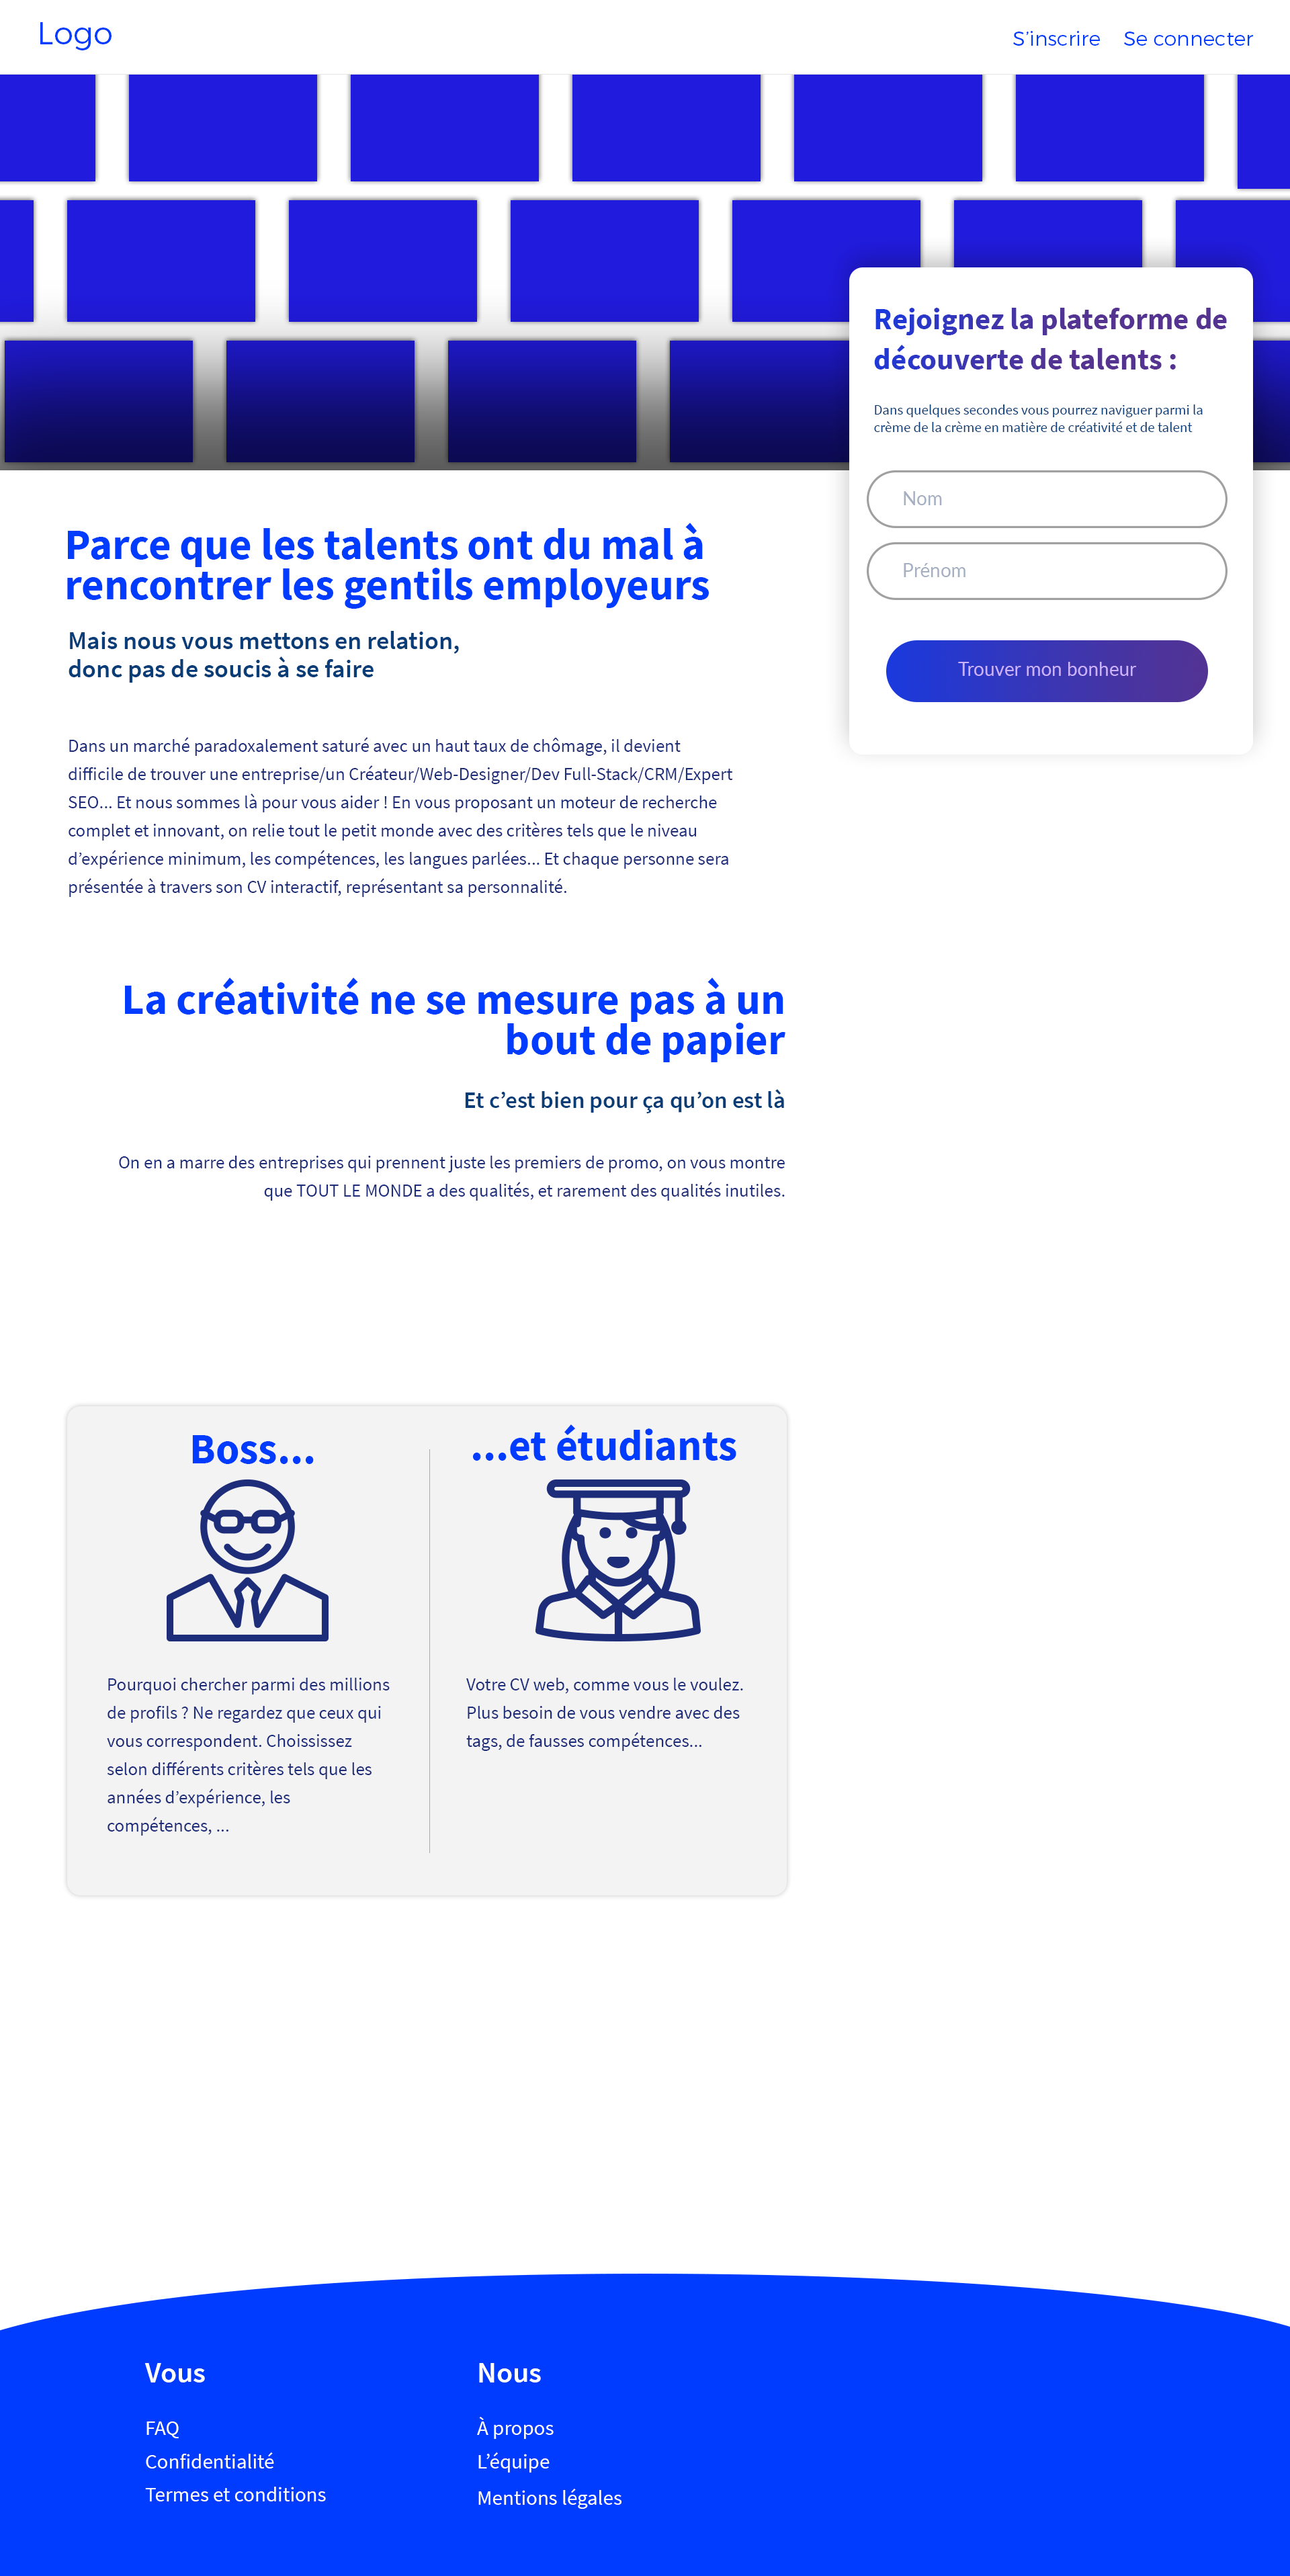 Logo
S’inscrire
Se connecter
Rejoignez la plateforme de
découverte de talents :
Dans quelques secondes vous pourrez naviguer parmi la
crème de la crème en matière de créativité et de talent
Nom
Prénom
Trouver mon bonheur
Parce que les talents ont du mal à
rencontrer les gentils employeurs
Mais nous vous mettons en relation,
donc pas de soucis à se faire
Dans un marché paradoxalement saturé avec un haut taux de chômage, il devient
difficile de trouver une entreprise/un Créateur/Web-Designer/Dev Full-Stack/CRM/Expert
SEO... Et nous sommes là pour vous aider ! En vous proposant un moteur de recherche
complet et innovant, on relie tout le petit monde avec des critères tels que le niveau
d’expérience minimum, les compétences, les langues parlées... Et chaque personne sera
présentée à travers son CV interactif, représentant sa personnalité.
La créativité ne se mesure pas à un
bout de papier
Et c’est bien pour ça qu’on est là
On en a marre des entreprises qui prennent juste les premiers de promo, on vous montre
que TOUT LE MONDE a des qualités, et rarement des qualités inutiles.
Boss...
Pourquoi chercher parmi des millions
de profils ? Ne regardez que ceux qui
vous correspondent. Choississez
selon différents critères tels que les
années d’expérience, les
compétences, ...
...et étudiants
Votre CV web, comme vous le voulez.
Plus besoin de vous vendre avec des
tags, de fausses compétences...
Vous
FAQ
Confidentialité
Termes et conditions
Nous
À propos
L’équipe
Mentions légales